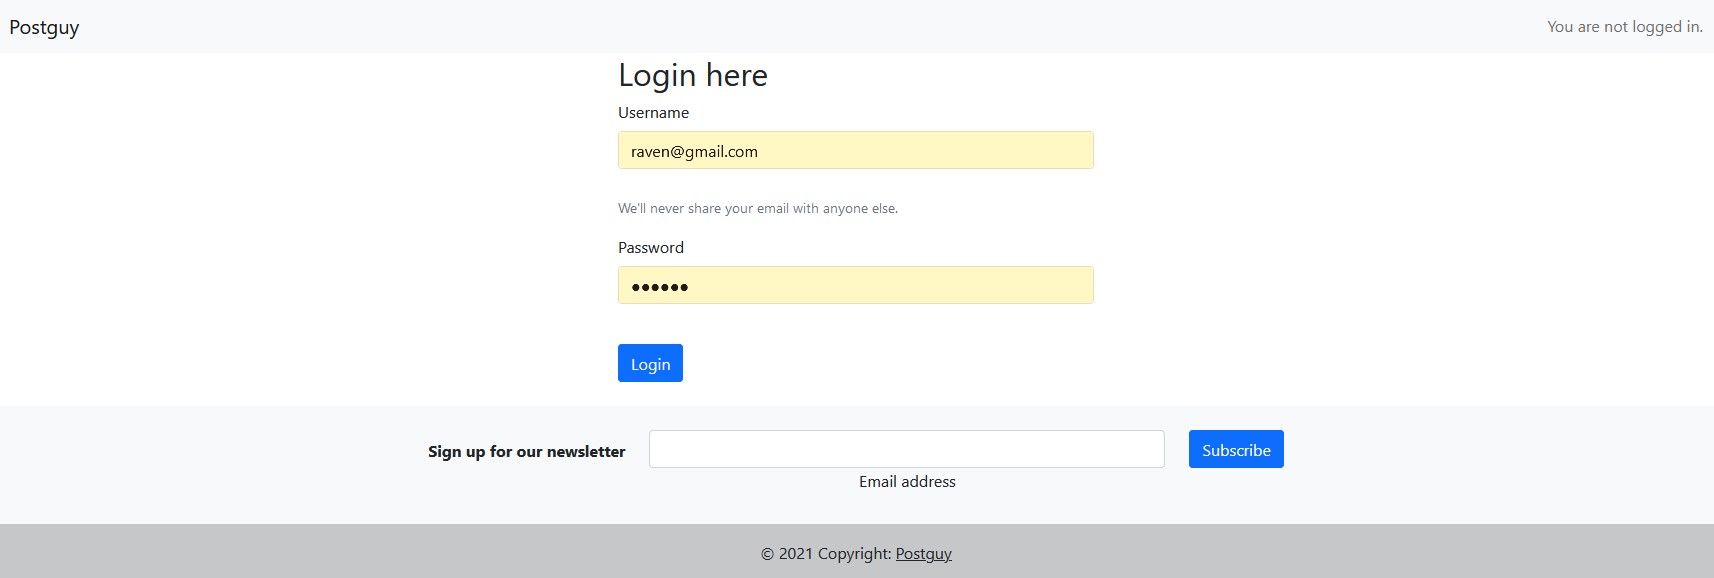 Postguy
You are not logged in.
Login here
Username
raven@gmail.com
We'll never share your email with anyone else.
Password
●●●●●●
Login
Sign up for our newsletter
Subscribe
Email address
© 2021 Copyright: Postguy